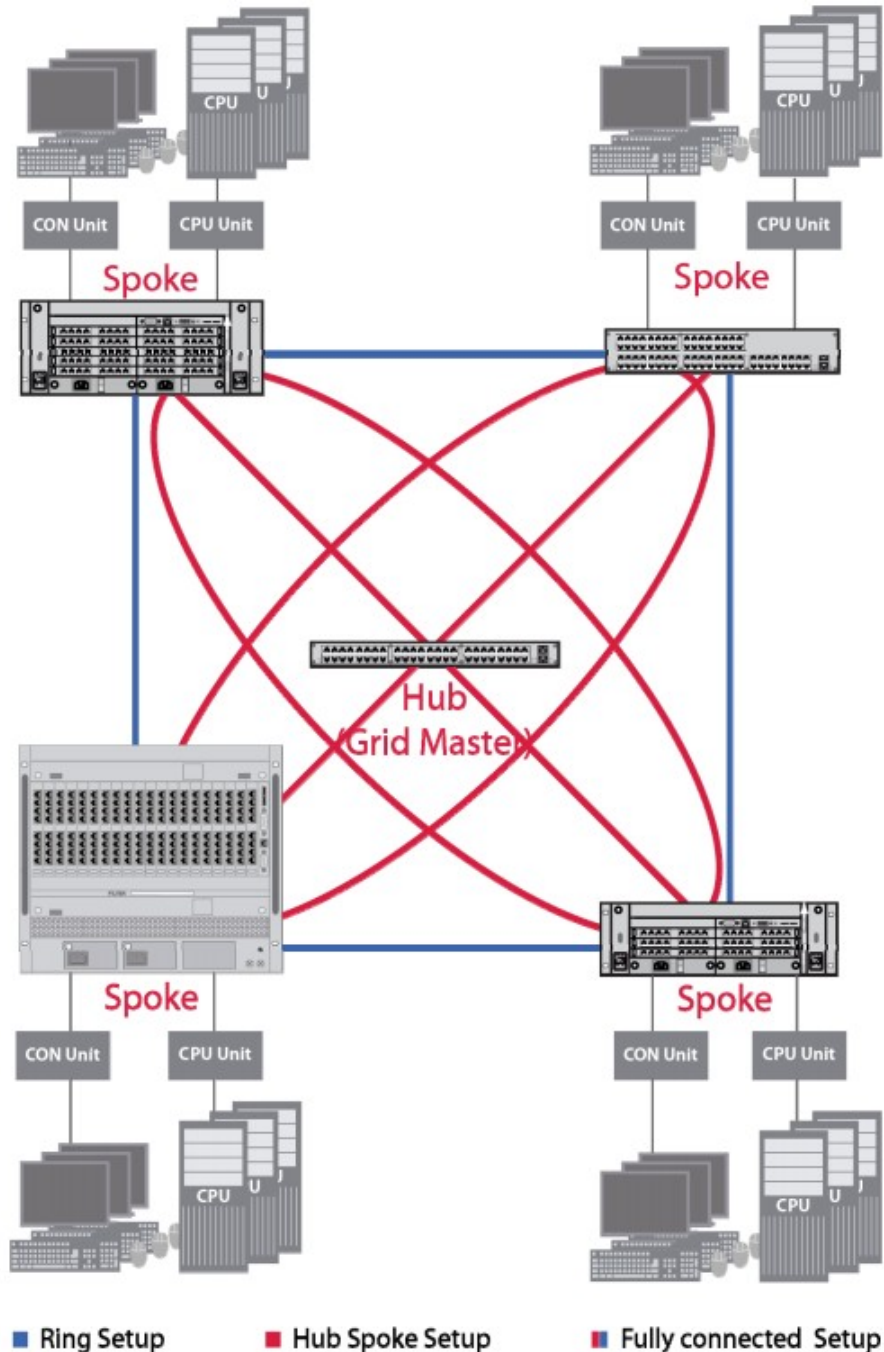 CPU
U
U
CPU
U
U
CON Unit
CPU Unit
CON Unit
CPU Unit
Spoke
Spoke
Hub
(Grid Master)
Spoke
Spoke
CON Unit
CPU Unit
CON Unit
CPU Unit
CPU
U
U
CPU
U
U
Ring Setup
Hub Spoke Setup
Fully connected Setup